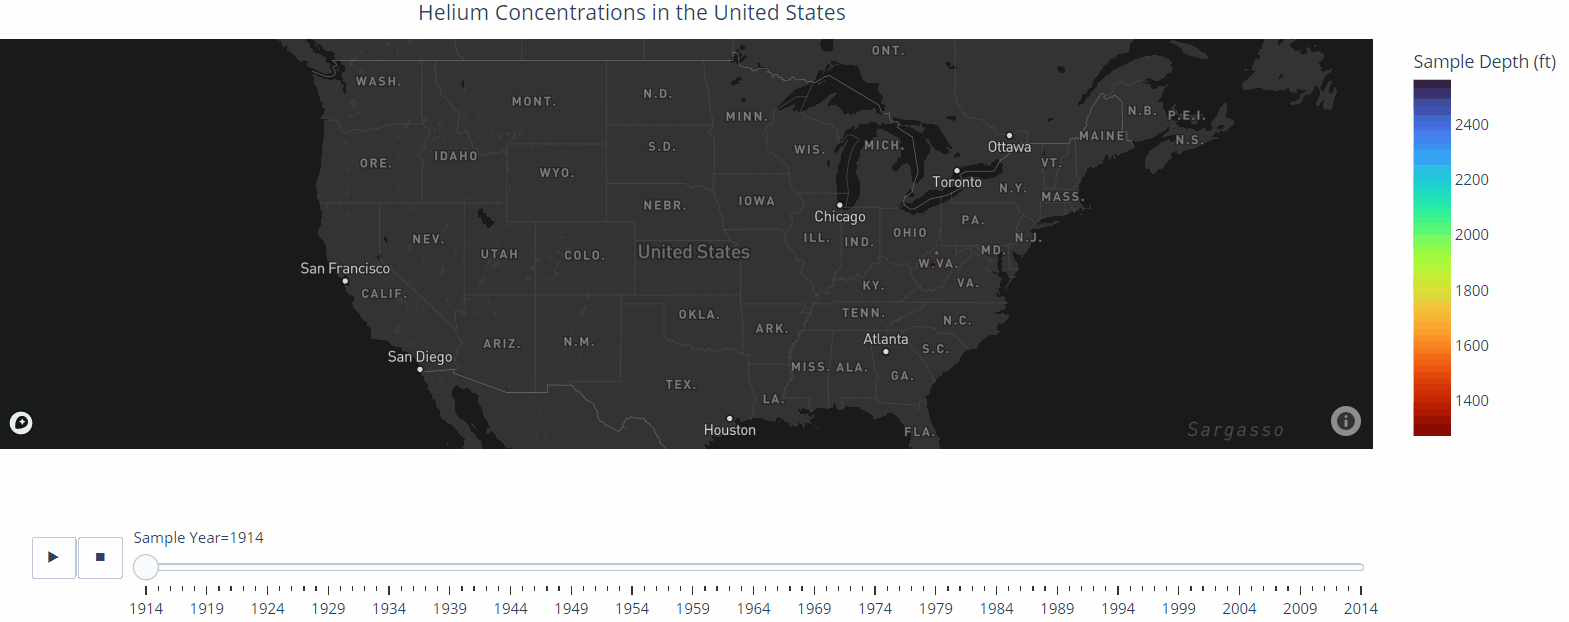 Helium Concentrations in the United States
ONT.
WASH.
MONT.
N.D.
MINN.
N.B.
P.E.I.
Sample Depth (ft)
2400
ORE.
IDAHO
WYO.
S.D.
WIS.
MICH.
Ottawa
MAINE
N.S.
VT.
NEBR.
IOWA
Chicago
Toronto
N.Y.
MASS.
2200
NEV.
UTAH
COLO.
United States
ILL.
IND.
OHIO
PA.
N.J.
MD.
W.VA.
2000
San Francisco
CALIF.
KY.
VA.
1800
OKLA.
ARK.
TENN.
N.C.
ARIZ.
N.M.
Atlanta
S.C.
1600
San Diego
TEX.
MISS.
ALA.
GA.
LA.
1400
Houston
FLA.
Sargasso
Sample Year=1914
1914 1919 1924 1929 1934 1939 1944 1949 1954 1959 1964 1969 1974 1979 1984 1989 1994 1999 2004 2009 2014